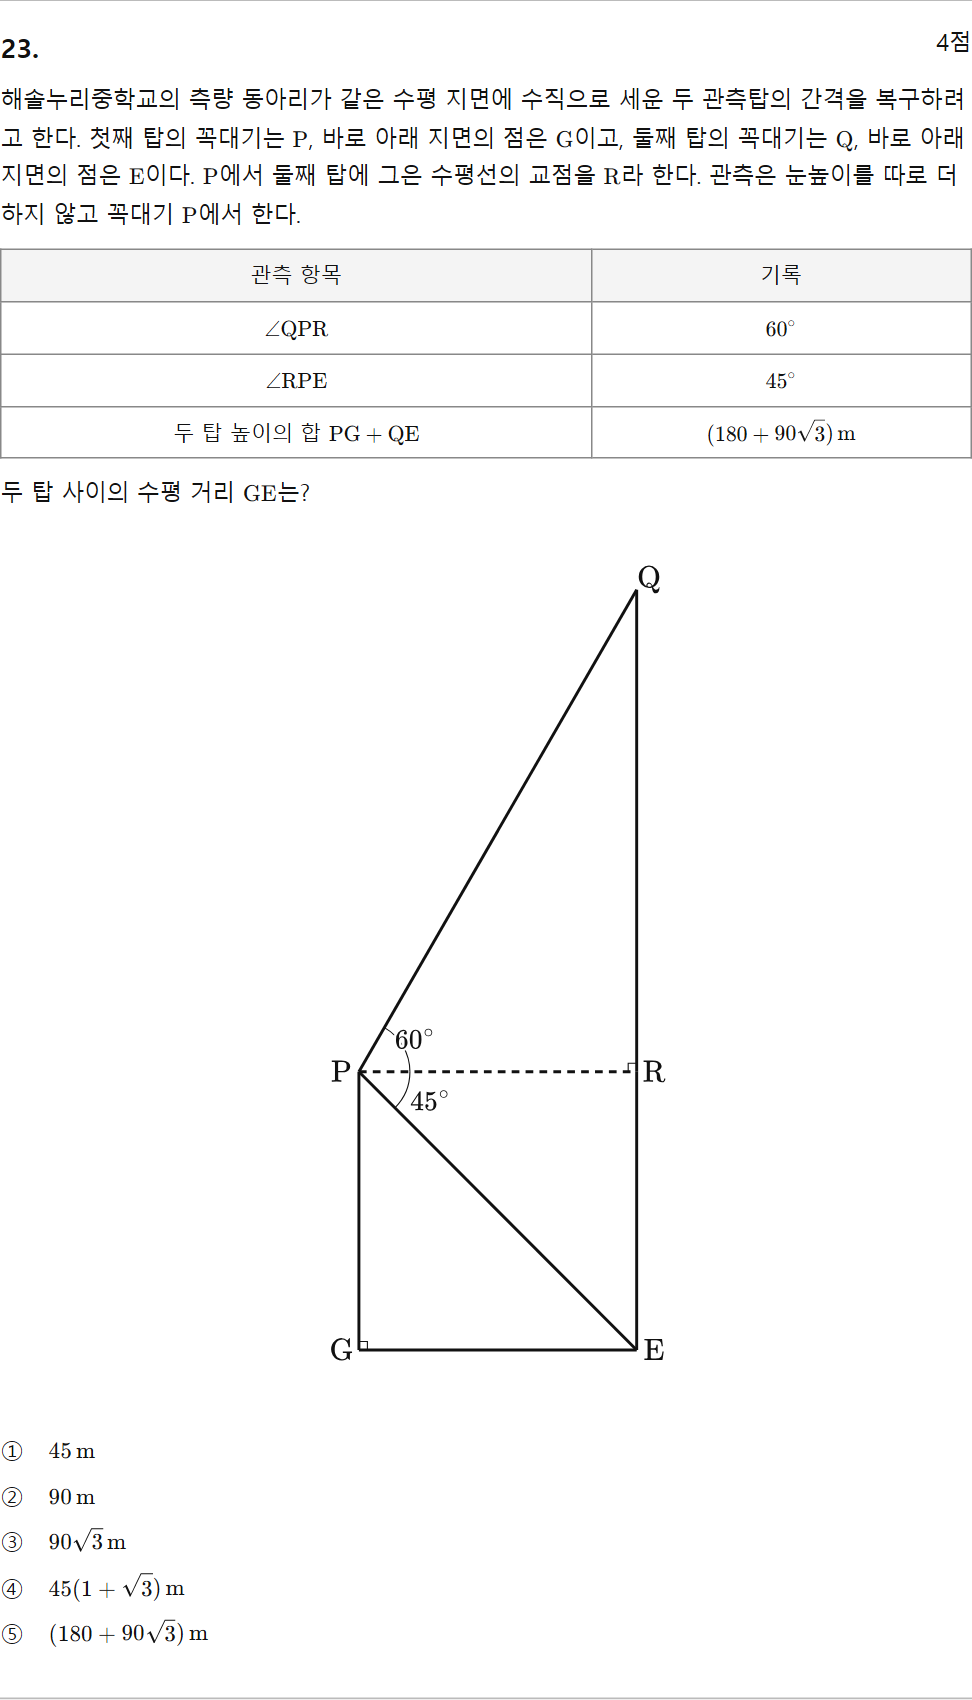 23.
4점
해솔누리중학교의 측량 동아리가 같은 수평 지면에 수직으로 세운 두 관측탑의 간격을 복구하려
고 한다. 첫째 탑의 꼭대기는 P, 바로 아래 지면의 점은 G이고, 둘째 탑의 꼭대기는 Q, 바로 아래
지면의 점은 E이다. P에서 둘째 탑에 그은 수평선의 교점을 R라 한다. 관측은 눈높이를 따로 더
하지 않고 꼭대기 P에서 한다.
관측 항목 기록
∠QPR 60°
∠RPE 45°
두 탑 높이의 합 PG + QE (180 + 90√3) m
두 탑 사이의 수평 거리 GE는?
Q
60°
P R
45°
G E
① 45 m
② 90 m
③ 90√3 m
④ 45(1 + √3) m
⑤ (180 + 90√3) m